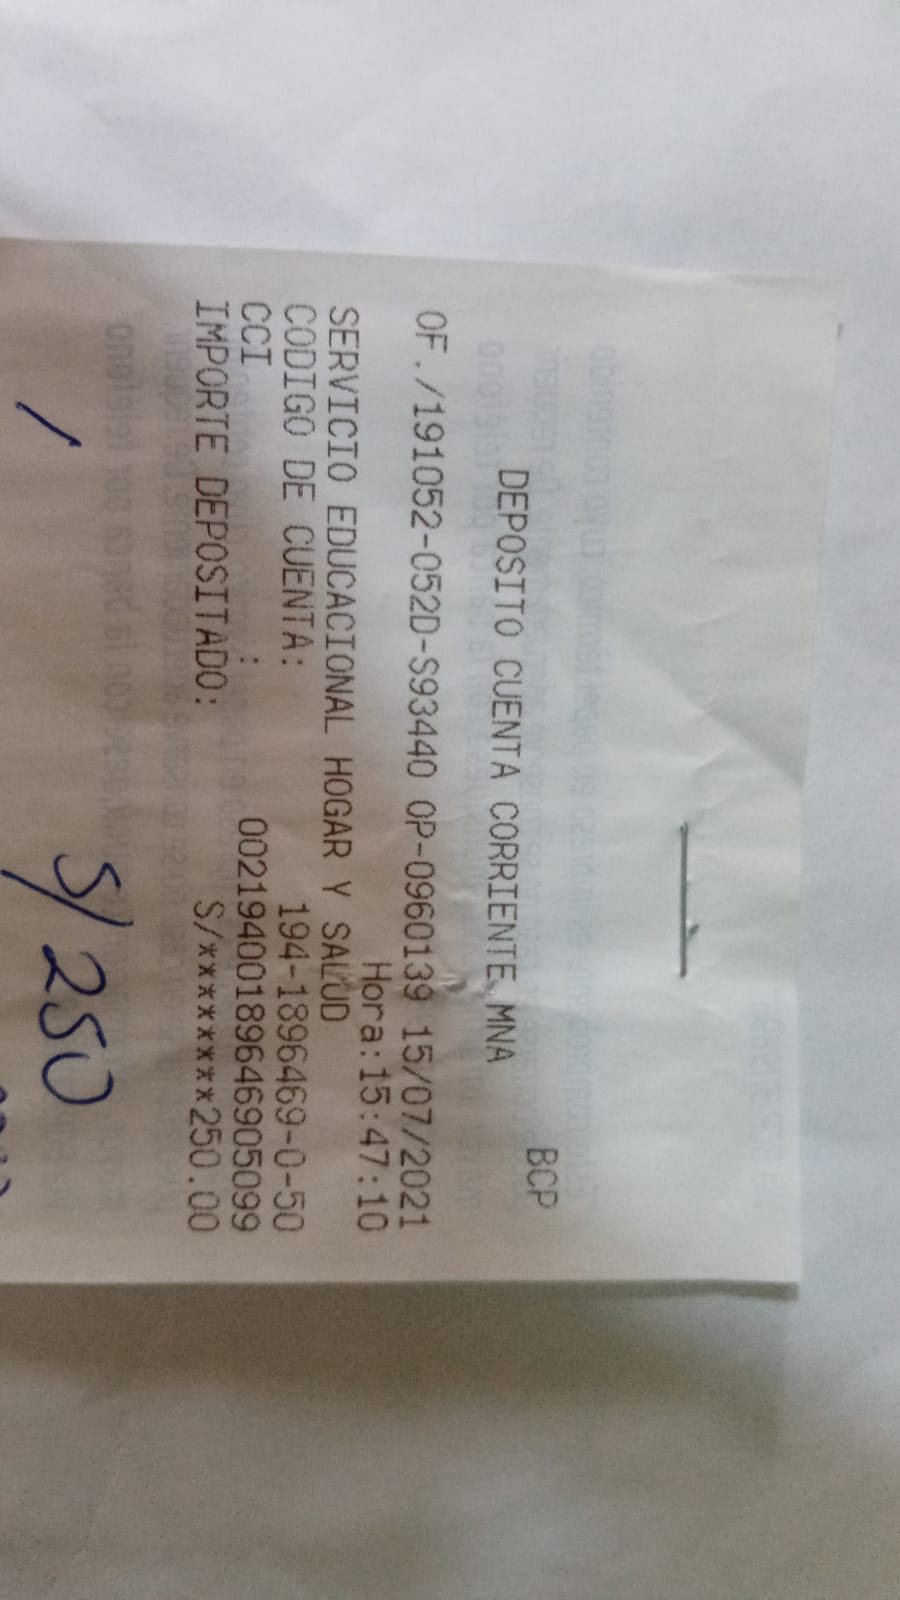 BCP
DEPOSITO CUENTA CORRIENTE MNA
OF./191052-052D-S93440 OP-0960139 15/07/2021
Hora:15:47:10
SERVICIO EDUCACIONAL HOGAR Y SALUD
CODIGO DE CUENTA: 194-1896469-0-50
CCI : 00219400189646905099
IMPORTE DEPOSITADO: S/********250.00
S/250